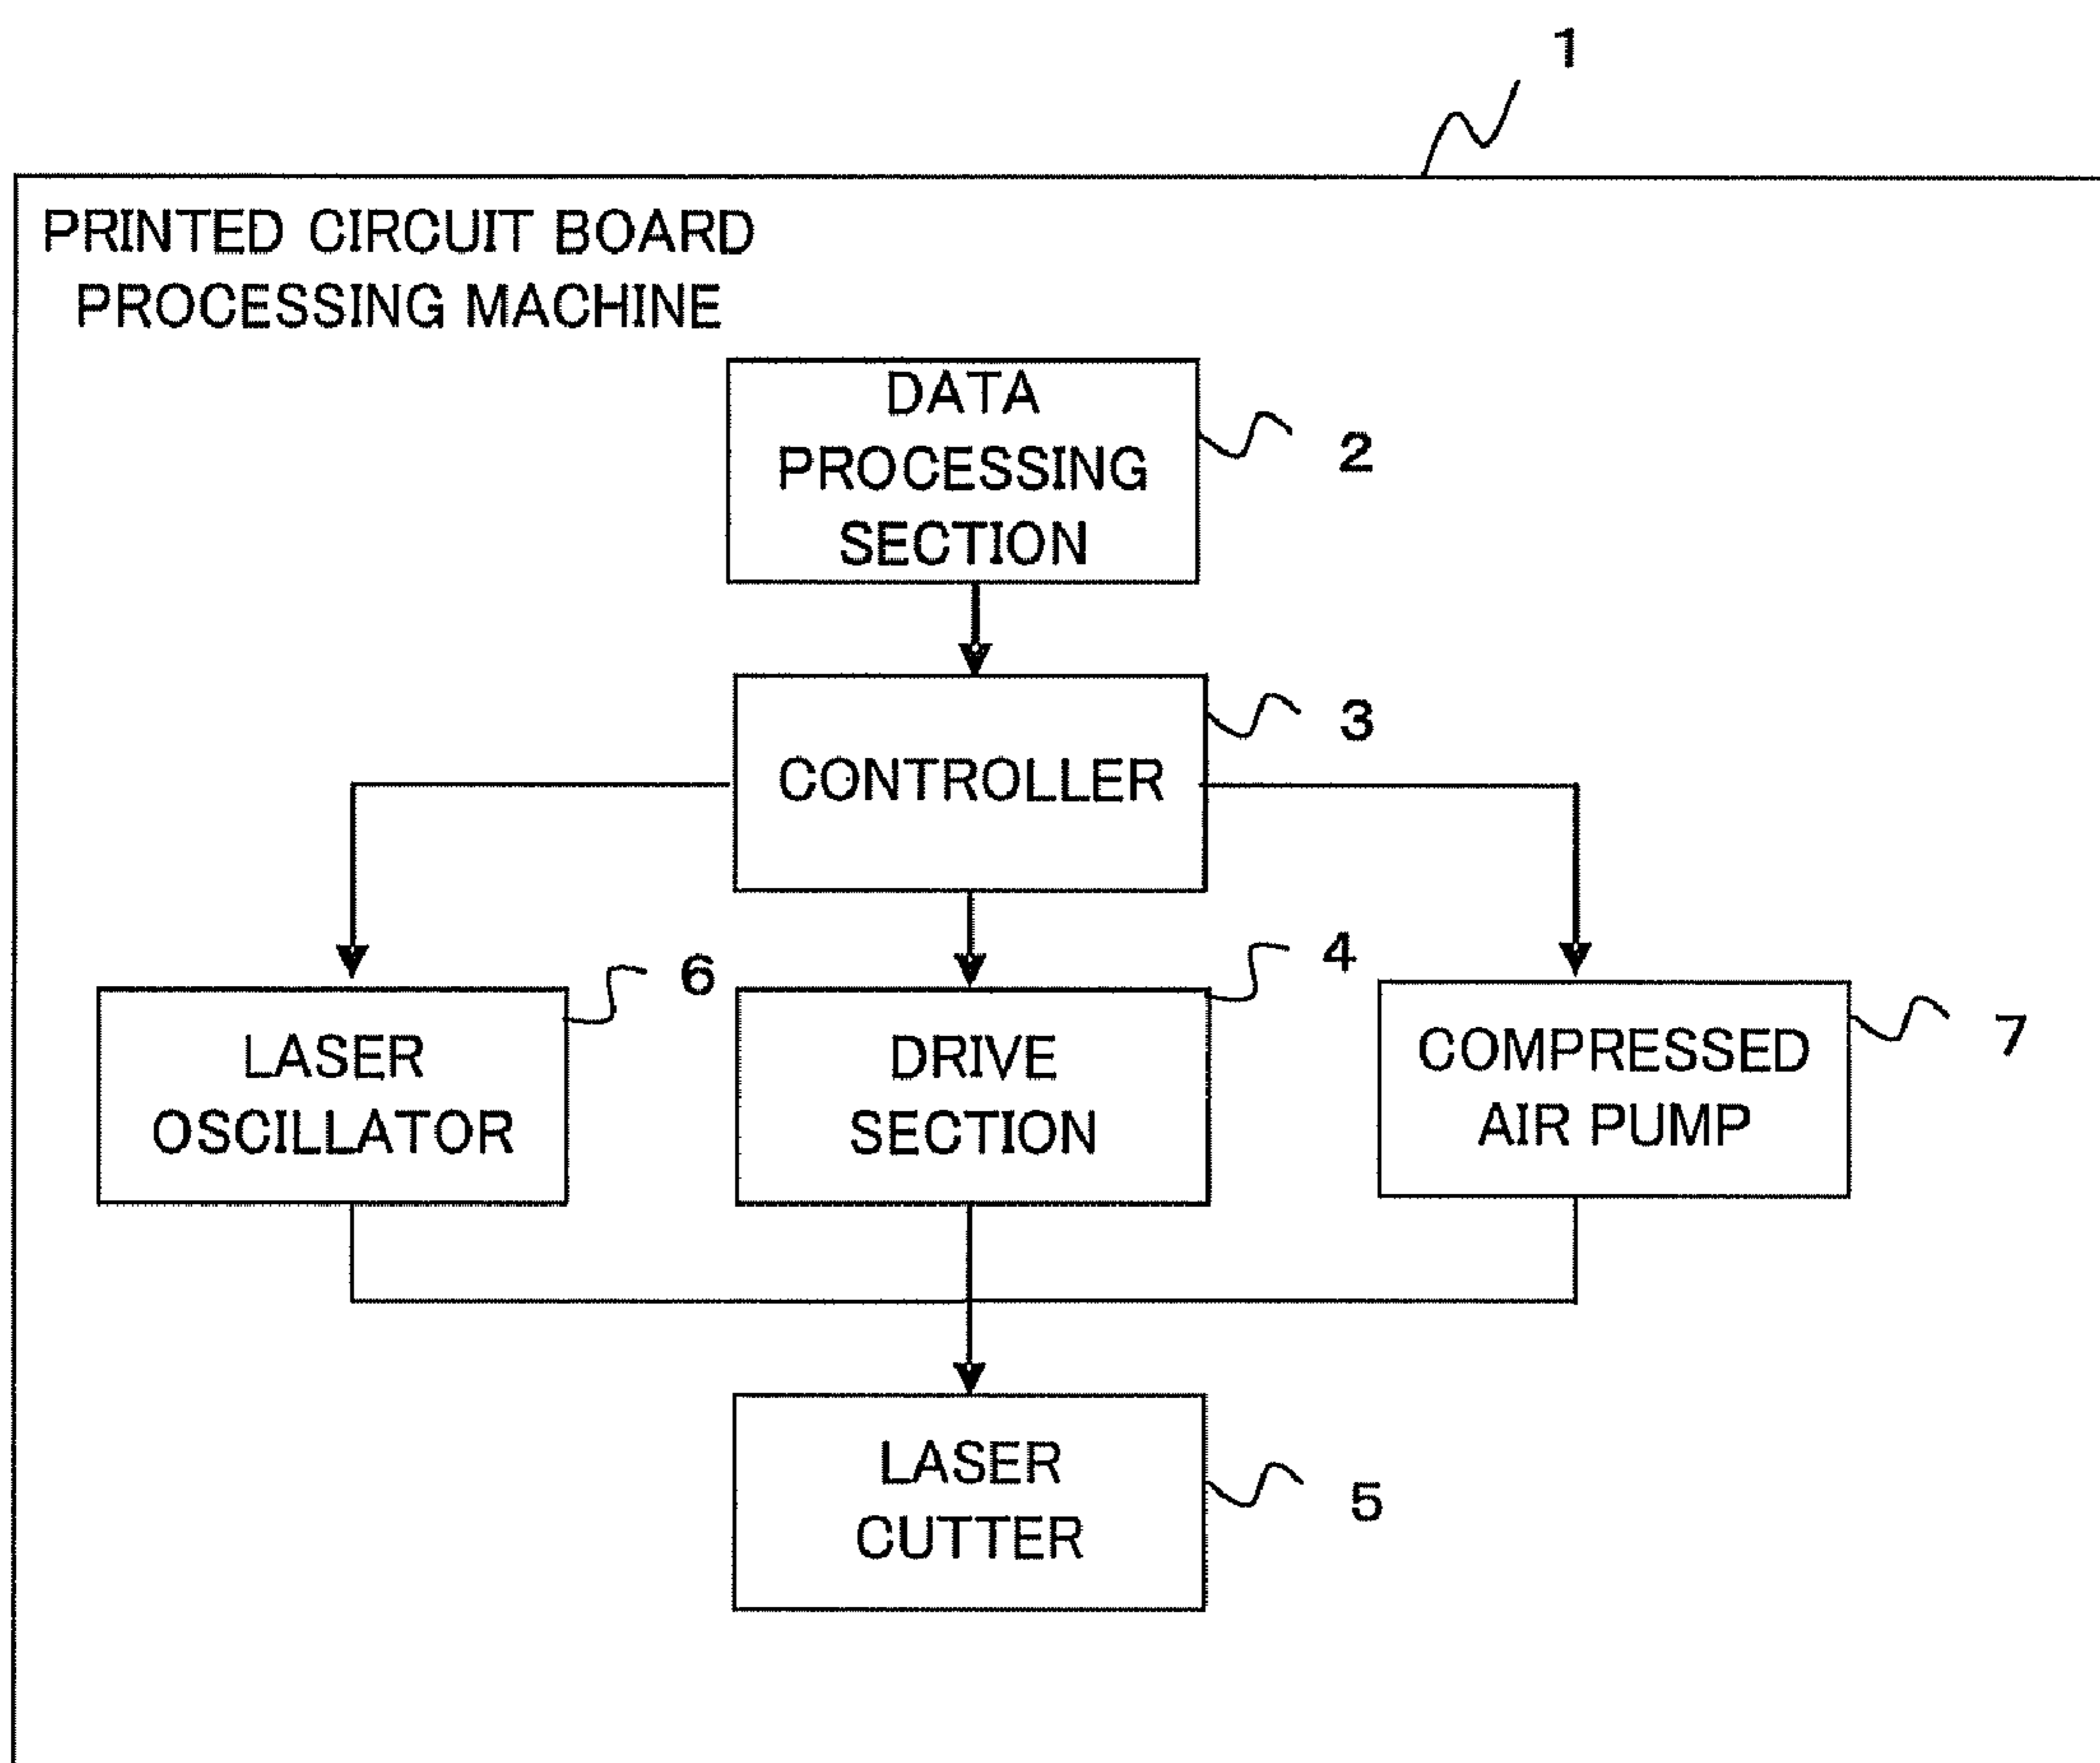 1
PRINTED CIRCUIT BOARD
PROCESSING MACHINE
DATA
PROCESSING
SECTION
2
CONTROLLER
3
LASER
OSCILLATOR
6
DRIVE
SECTION
4
COMPRESSED
AIR PUMP
7
LASER
CUTTER
5